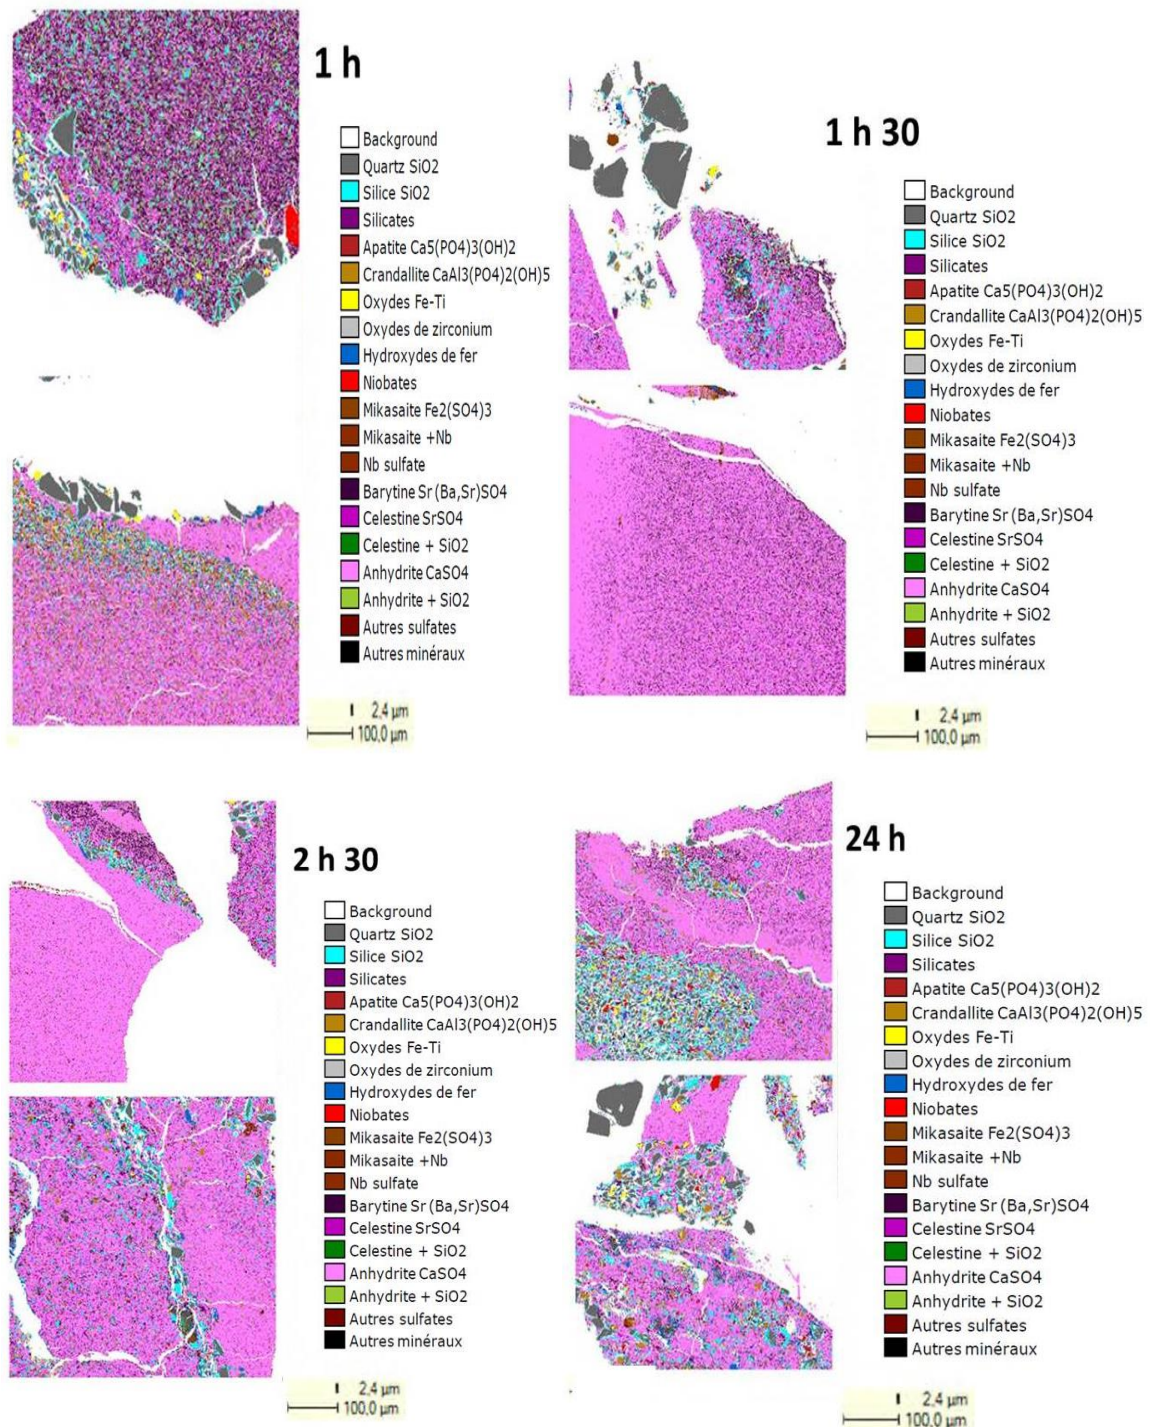 1 h
Background
Quartz SiO2
Silice SiO2
Silicates
Apatite Ca5(PO4)3(OH)2
Crandallite CaAl3(PO4)2(OH)5
Oxydes Fe-Ti
Oxydes de zirconium
Hydroxydes de fer
Niobates
Mikasaite Fe2(SO4)3
Mikasaite +Nb
Nb sulfate
Barytine Sr (Ba,Sr)SO4
Celestine SrSO4
Celestine + SiO2
Anhydrite CaSO4
Anhydrite + SiO2
Autres sulfates
Autres minéraux
2,4 µm
100,0 µm
1 h 30
Background
Quartz SiO2
Silice SiO2
Silicates
Apatite Ca5(PO4)3(OH)2
Crandallite CaAl3(PO4)2(OH)5
Oxydes Fe-Ti
Oxydes de zirconium
Hydroxydes de fer
Niobates
Mikasaite Fe2(SO4)3
Mikasaite +Nb
Nb sulfate
Barytine Sr (Ba,Sr)SO4
Celestine SrSO4
Celestine + SiO2
Anhydrite CaSO4
Anhydrite + SiO2
Autres sulfates
Autres minéraux
2,4 µm
100,0 µm
2 h 30
Background
Quartz SiO2
Silice SiO2
Silicates
Apatite Ca5(PO4)3(OH)2
Crandallite CaAl3(PO4)2(OH)5
Oxydes Fe-Ti
Oxydes de zirconium
Hydroxydes de fer
Niobates
Mikasaite Fe2(SO4)3
Mikasaite +Nb
Nb sulfate
Barytine Sr (Ba,Sr)SO4
Celestine SrSO4
Celestine + SiO2
Anhydrite CaSO4
Anhydrite + SiO2
Autres sulfates
Autres minéraux
2,4 µm
100,0 µm
24 h
Background
Quartz SiO2
Silice SiO2
Silicates
Apatite Ca5(PO4)3(OH)2
Crandallite CaAl3(PO4)2(OH)5
Oxydes Fe-Ti
Oxydes de zirconium
Hydroxydes de fer
Niobates
Mikasaite Fe2(SO4)3
Mikasaite +Nb
Nb sulfate
Barytine Sr (Ba,Sr)SO4
Celestine SrSO4
Celestine + SiO2
Anhydrite CaSO4
Anhydrite + SiO2
Autres sulfates
Autres minéraux
2,4 µm
100,0 µm